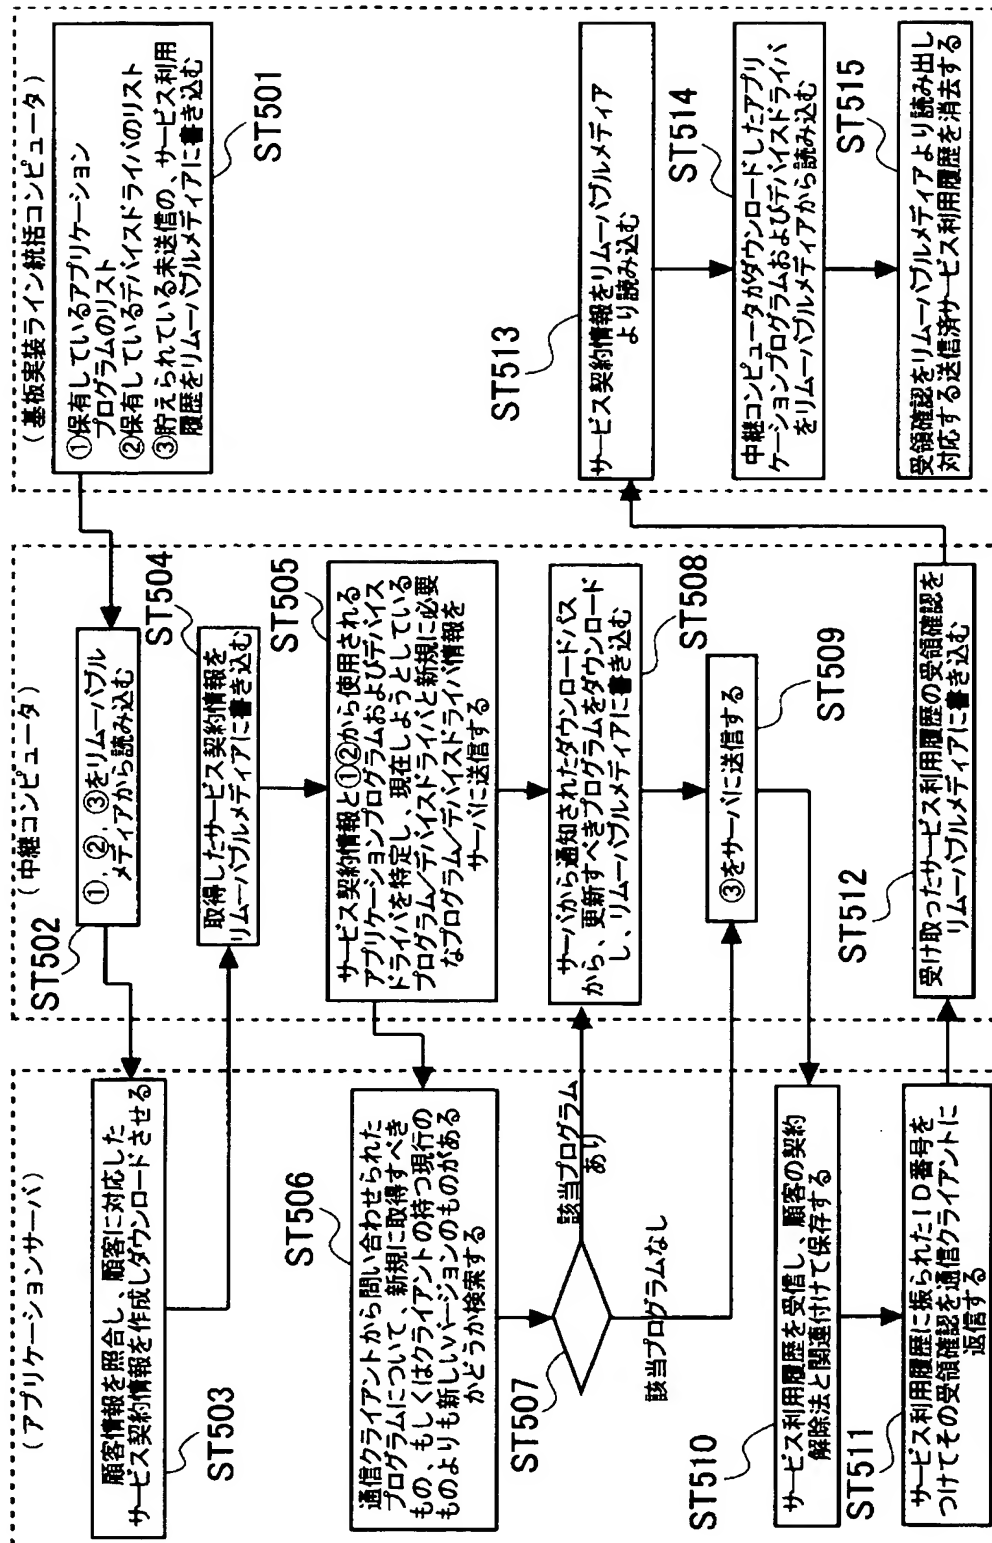 (アプリケーションサーバ)
(中継コンピュータ)
(基板実装ライン統括コンピュータ)
①保有しているアプリケーション
プログラムのリスト
②保有しているデバイスドライバのリスト
③貯えられている未送信の、サービス利用
履歴をリムーバブルメディアに書き込む
ST501
①、②、③をリムーバブル
メディアから読み込む
ST502
顧客情報を照合し、顧客に対応した
サービス契約情報を作成しダウンロードさせる
ST503
取得したサービス契約情報を
リムーバブルメディアに書き込む
ST504
サービス契約情報と①②から使用される
アプリケーションプログラムおよびデバイス
ドライバを特定し、現在しようとしている
プログラム/デバイスドライバと新規に必要
なプログラム/デバイスドライバ情報を
サーバに送信する
ST505
通信クライアントから問い合わせられた
プログラムについて、新規に取得すべき
もの、もしくはクライアントの持つ現行の
ものよりも新しいバージョンのものがある
かどうか検索する
ST506
ST507
該当プログラム
あり
該当プログラムなし
サーバから通知されたダウンロードパス
から、更新すべきプログラムをダウンロード
し、リムーバブルメディアに書き込む
ST508
③をサーバに送信する
ST509
サービス利用履歴を受信し、顧客の契約
解除法と関連付けて保存する
ST510
サービス利用履歴に振られたID番号を
つけてその受領確認を通信クライアントに
返信する
ST511
受け取ったサービス利用履歴の受領確認を
リムーバブルメディアに書き込む
ST512
サービス契約情報をリムーバブルメディア
より読み込む
ST513
中継コンピュータがダウンロードしたアプリ
ケーションプログラムおよびデバイスドライバ
をリムーバブルメディアから読み込む
ST514
受領確認をリムーバブルメディアより読み出し
対応する送信済サービス利用履歴を消去する
ST515